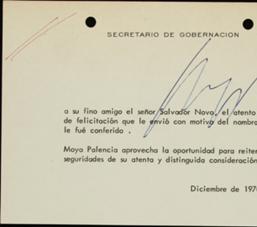 SECRETARIO DE GOBERNACION
a su fino amigo el señor Salvador Novo, el atento
de felicitación que le envió con motivo del nombra
le fué conferido .
Moya Palencia aprovecha la oportunidad para reiter
seguridades de su atenta y distinguida consideración
Diciembre de 197